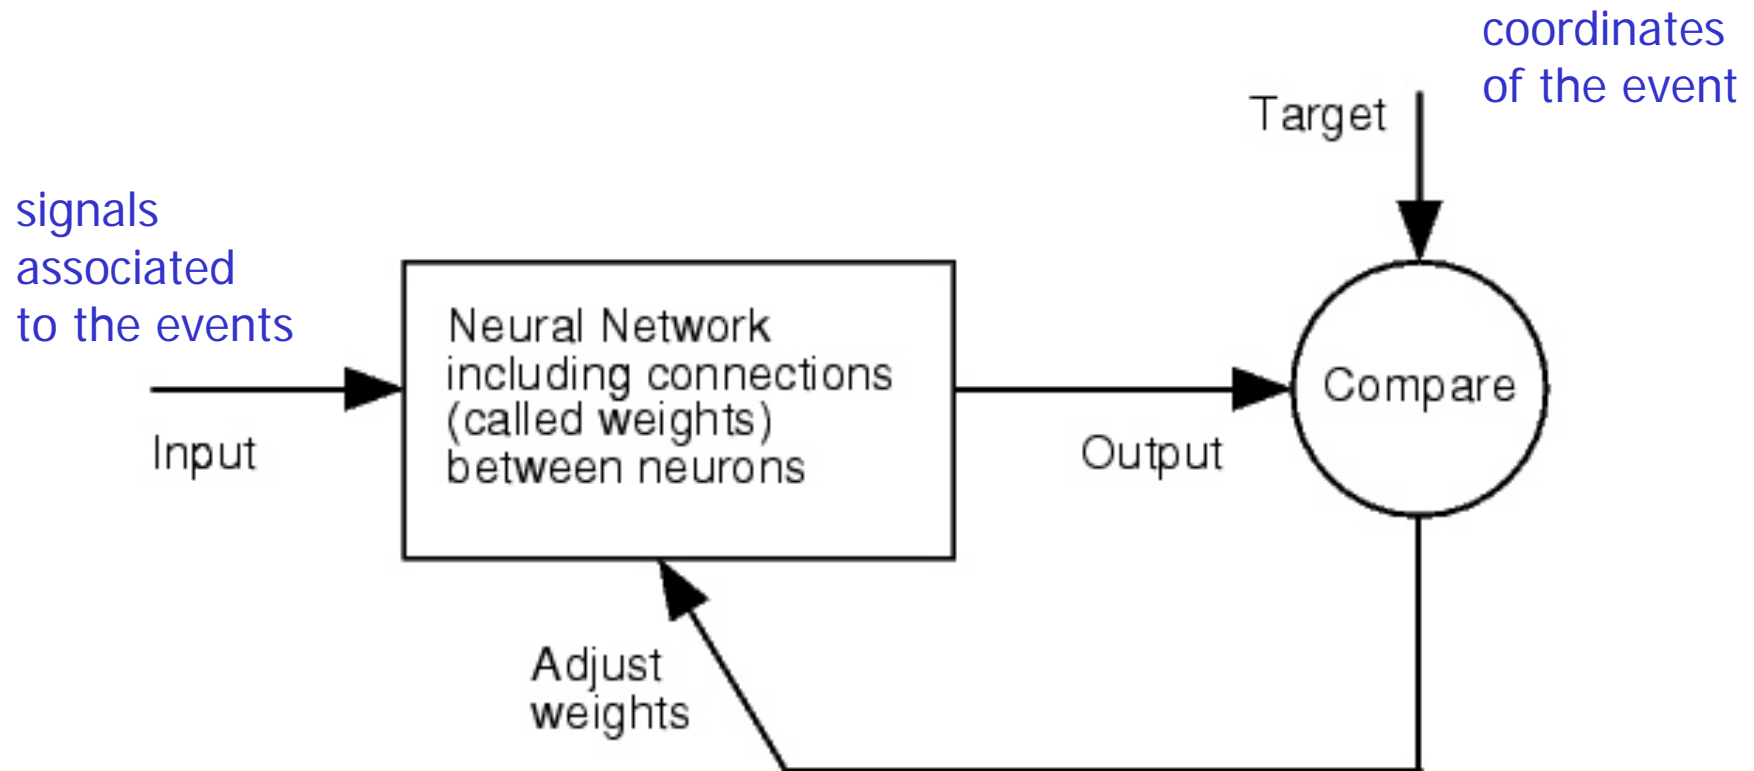 coordinates
of the event
Target
signals
associated
to the events
Neural Network
including connections
(called weights)
between neurons
Compare
Input
Output
Adjust
weights